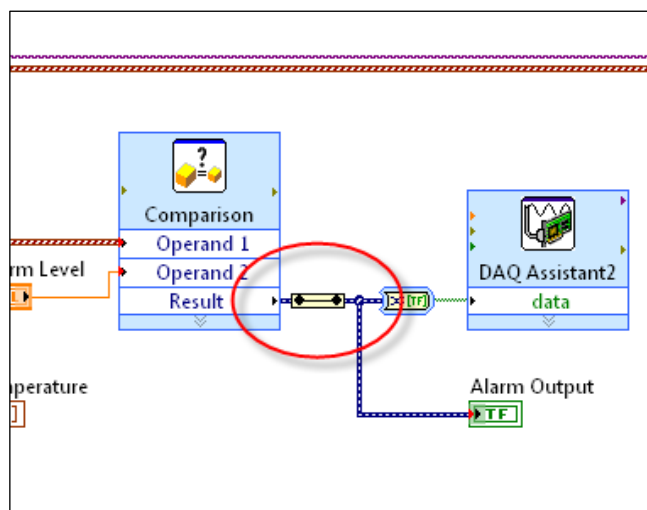 ?
=
Comparison
Operand 1
rm Level
Operand 2
Result
[TF]
DAQ Assistant2
data
perature
Alarm Output
TF